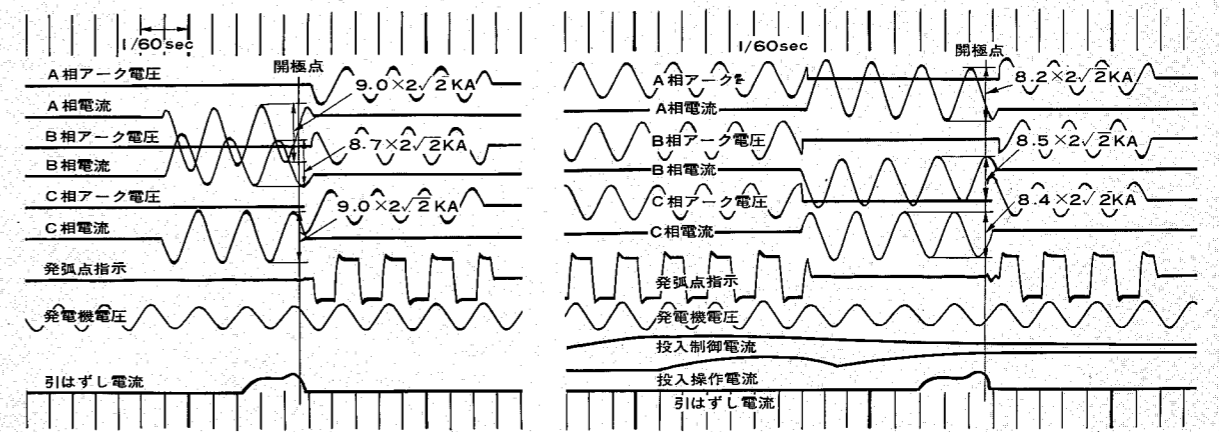 1/60sec
開極点
A相アーク電圧
9.0×2√2KA
A相電流
B相アーク電圧
8.7×2√2KA
B相電流
C相アーク電圧
9.0×2√2KA
C相電流
発弧点指示
発電機電圧
引はずし電流
1/60sec
開極点
A相アーク
8.2×2√2KA
A相電流
B相アーク電圧
8.5×2√2KA
B相電流
C相アーク電圧
8.4×2√2KA
C相電流
発弧点指示
発電機電圧
投入制御電流
投入操作電流
引はずし電流